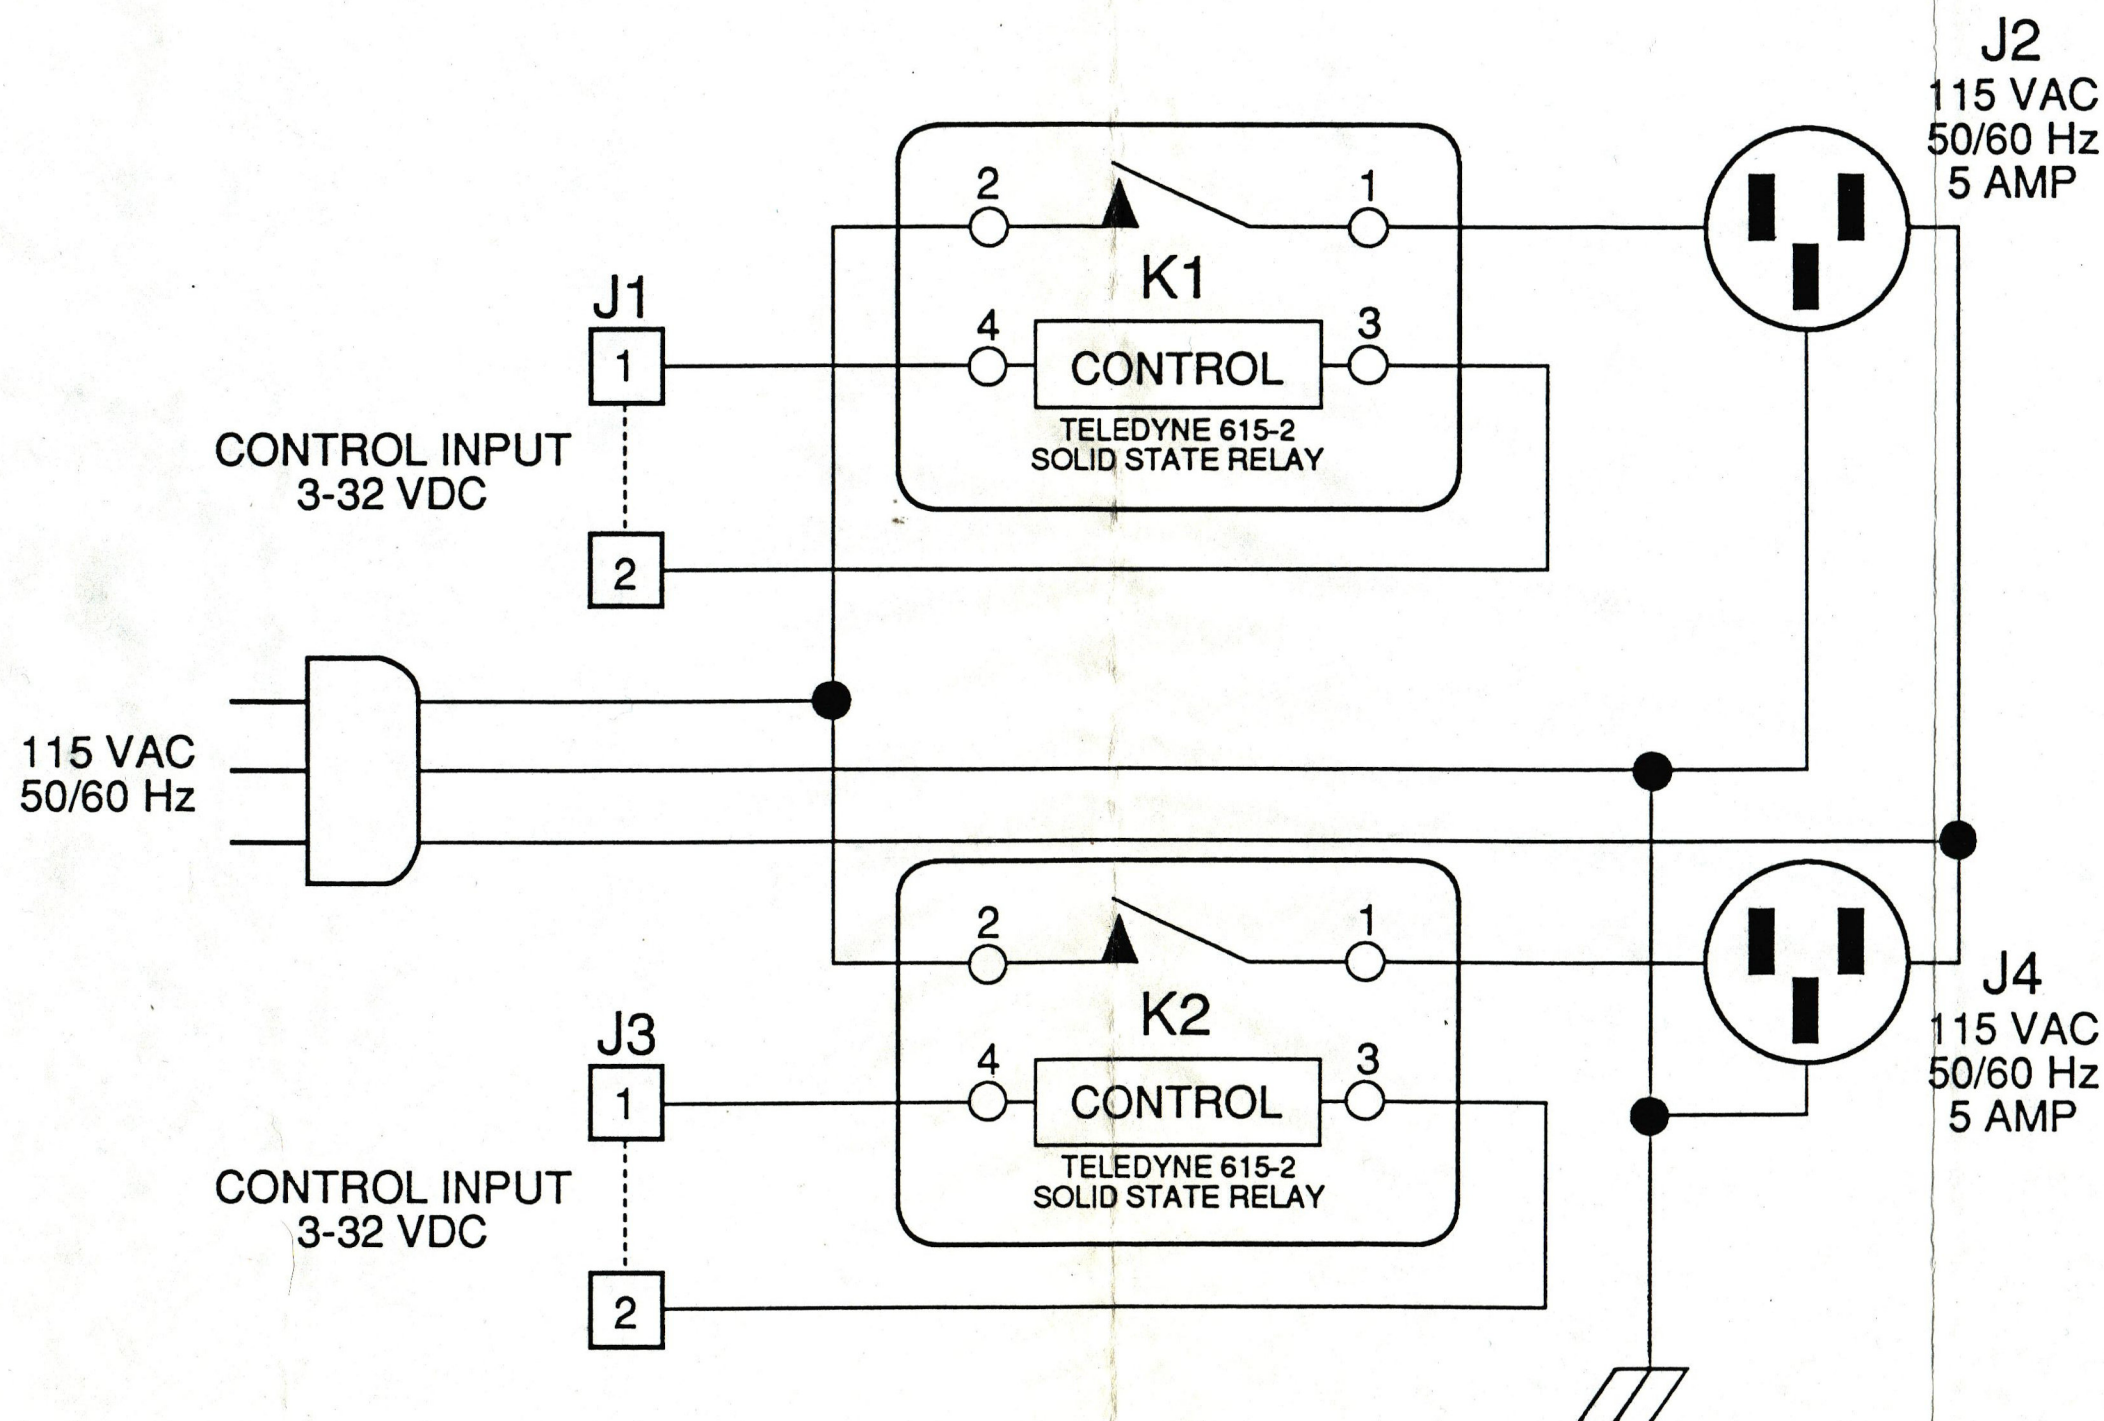 J2
115 VAC
50/60 Hz
5 AMP
2
1
K1
J1
1
4
CONTROL
3
TELEDYNE 615-2
SOLID STATE RELAY
CONTROL INPUT
3-32 VDC
2
115 VAC
50/60 Hz
2
1
K2
J4
115 VAC
50/60 Hz
5 AMP
J3
1
4
CONTROL
3
TELEDYNE 615-2
SOLID STATE RELAY
CONTROL INPUT
3-32 VDC
2